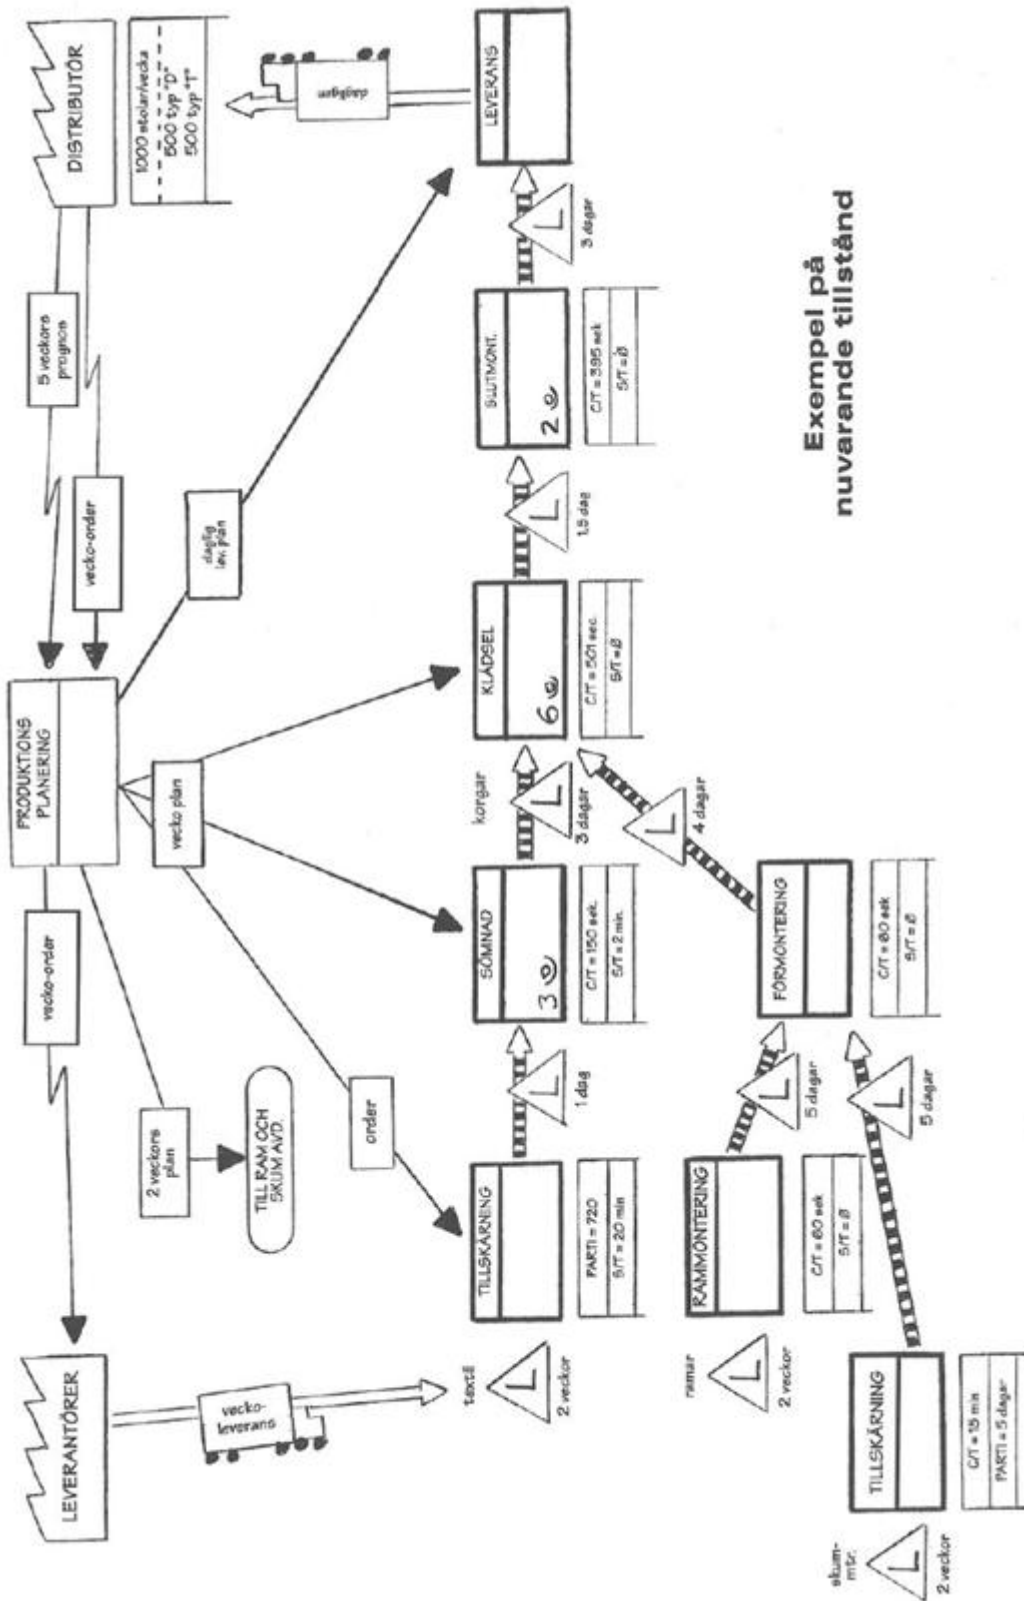 LEVERANTÖRER
vecko-order
PRODUKTIONS
PLANERING
5 veckors
prognos
vecko-order
DISTRIBUTÖR
1000 stolar/vecka
500 typ "D"
500 typ "T"
2 veckors
plan
TILL RAM OCH
SKUM AVD.
order
vecko plan
daglig
lev. plan
vecko-
leverans
dagligen
textil
L
2 veckor
TILLSKÄRNING
PARTI = 720
S/T = 20 min
L
1 dag
SÖMNAD
3
C/T = 150 sek.
S/T = 2 min.
korgar
L
3 dagar
KLÄDSEL
6
C/T = 501 sec.
S/T = Ø
L
1,5 dag
SLUTMONT.
2
C/T = 395 sek
S/T = Ø
L
3 dagar
LEVERANS
ramar
L
2 veckor
RAMMONTERING
C/T = 60 sek
S/T = Ø
L
5 dagar
FÖRMONTERING
C/T = 80 sek
S/T = Ø
L
4 dagar
skum-
mtr.
L
2 veckor
TILLSKÄRNING
C/T = 15 min
PARTI = 5 dagar
L
5 dagar
Exempel på
nuvarande tillstånd